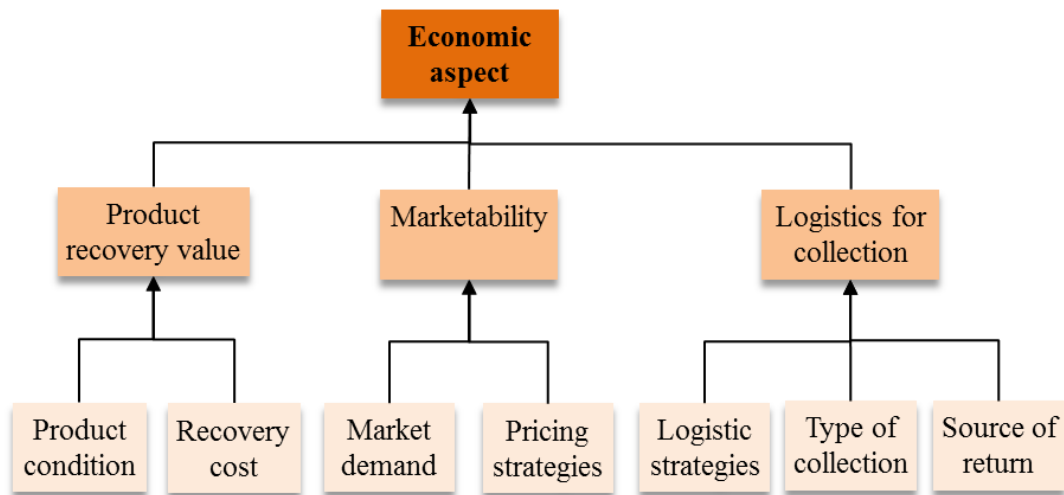 Economic
aspect
Product
recovery value
Marketability
Logistics for
collection
Product
condition
Recovery
cost
Market
demand
Pricing
strategies
Logistic
strategies
Type of
collection
Source of
return